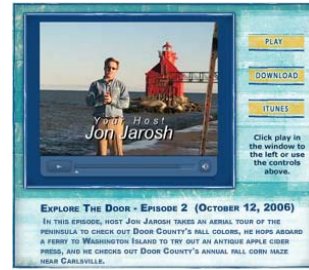 PLAY
DOWNLOAD
ITUNES
Your Host
Jon Jarosh
Click play in
the window to
the left or use
the controls
above.
EXPLORE THE DOOR - EPISODE 2 (OCTOBER 12, 2006)
IN THIS EPISODE, HOST JON JAROSH TAKES AN AERIAL TOUR OF THE
PENINSULA TO CHECK OUT DOOR COUNTY'S FALL COLORS, HE HOPS ABOARD
A FERRY TO WASHINGTON ISLAND TO TRY OUT AN ANTIQUE APPLE CIDER
PRESS, AND HE CHECKS OUT DOOR COUNTY'S ANNUAL FALL CORN MAZE
NEAR CARLSVILLE.